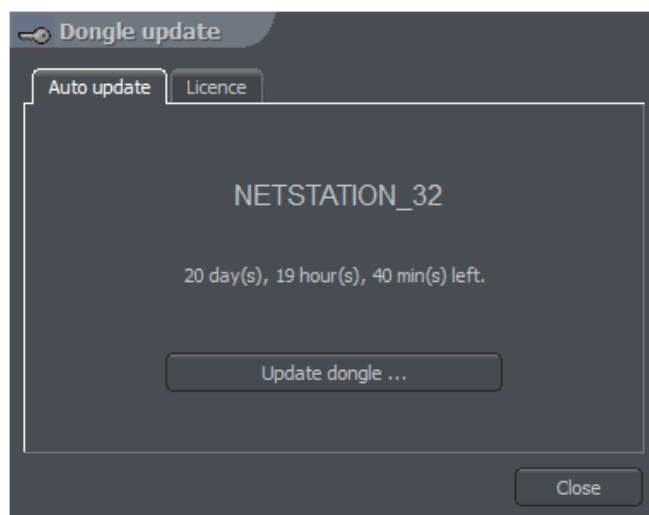 Dongle update
Auto update Licence
NETSTATION_32
20 day(s), 19 hour(s), 40 min(s) left.
Update dongle ...
Close